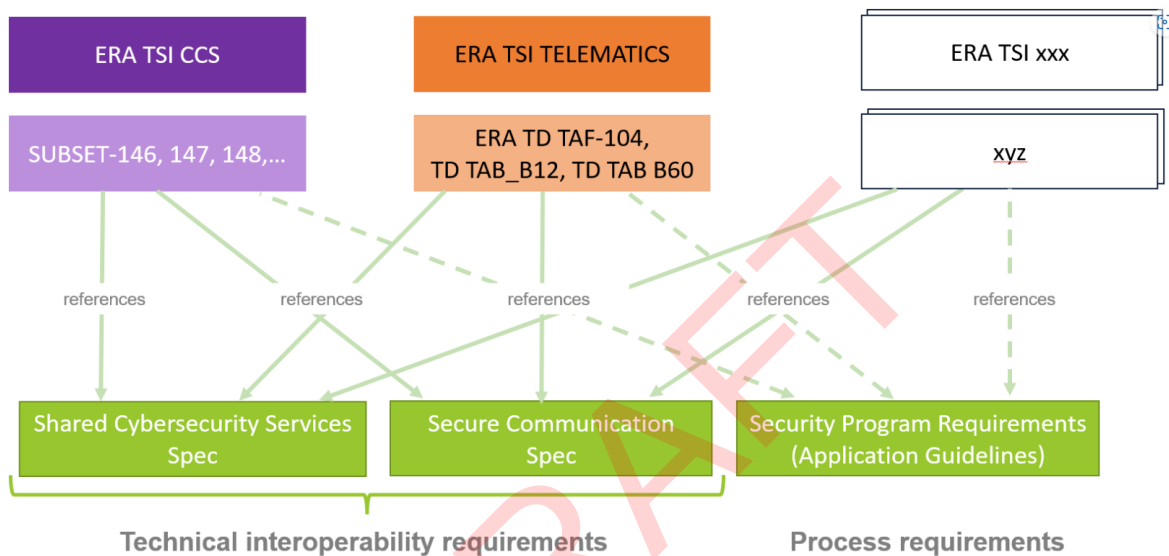 ERA TSI CCS
ERA TSI TELEMATICS
ERA TSI xxx
SUBSET-146, 147, 148,...
ERA TD TAF-104,
TD TAB_B12, TD TAB B60
xyz
references
references
references
references
references
Shared Cybersecurity Services
Spec
Secure Communication
Spec
Security Program Requirements
(Application Guidelines)
Technical interoperability requirements
Process requirements
DRAFT